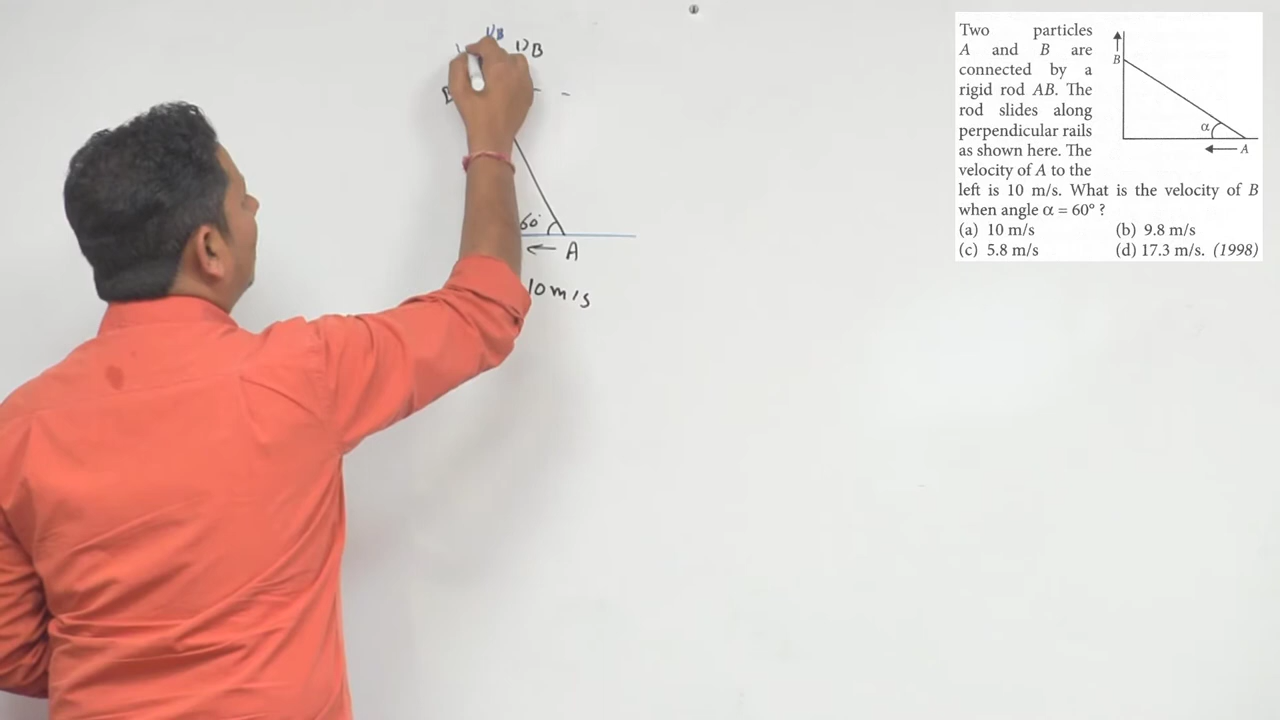 Two particles
A and B are
connected by a
rigid rod AB. The
rod slides along
perpendicular rails
as shown here. The
velocity of A to the
left is 10 m/s. What is the velocity of B
when angle α = 60° ?
(a) 10 m/s (b) 9.8 m/s
(c) 5.8 m/s (d) 17.3 m/s. (1998)
B
α
A
υB
υB
60°
A
10 m/s